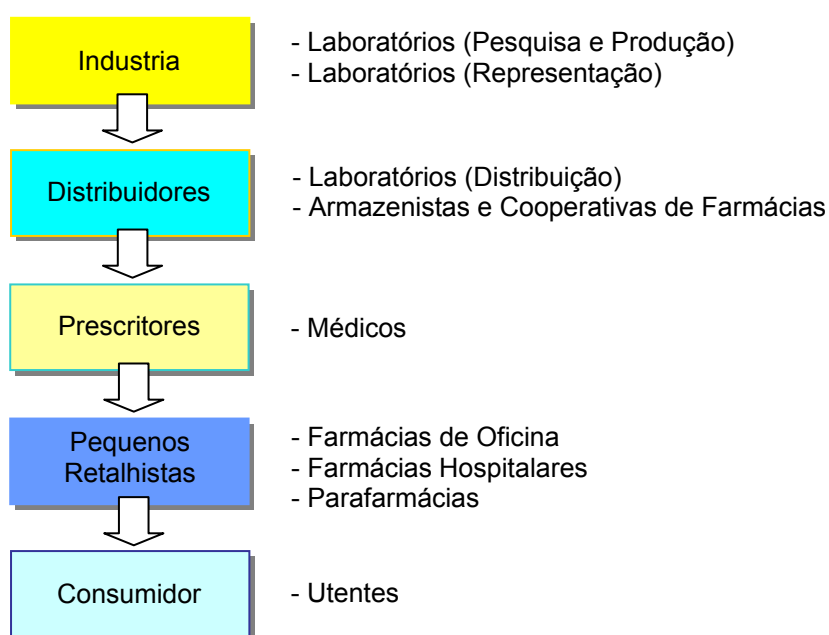 Industria
- Laboratórios (Pesquisa e Produção)
- Laboratórios (Representação)
Distribuidores
- Laboratórios (Distribuição)
- Armazenistas e Cooperativas de Farmácias
Prescritores
- Médicos
Pequenos
Retalhistas
- Farmácias de Oficina
- Farmácias Hospitalares
- Parafarmácias
Consumidor
- Utentes